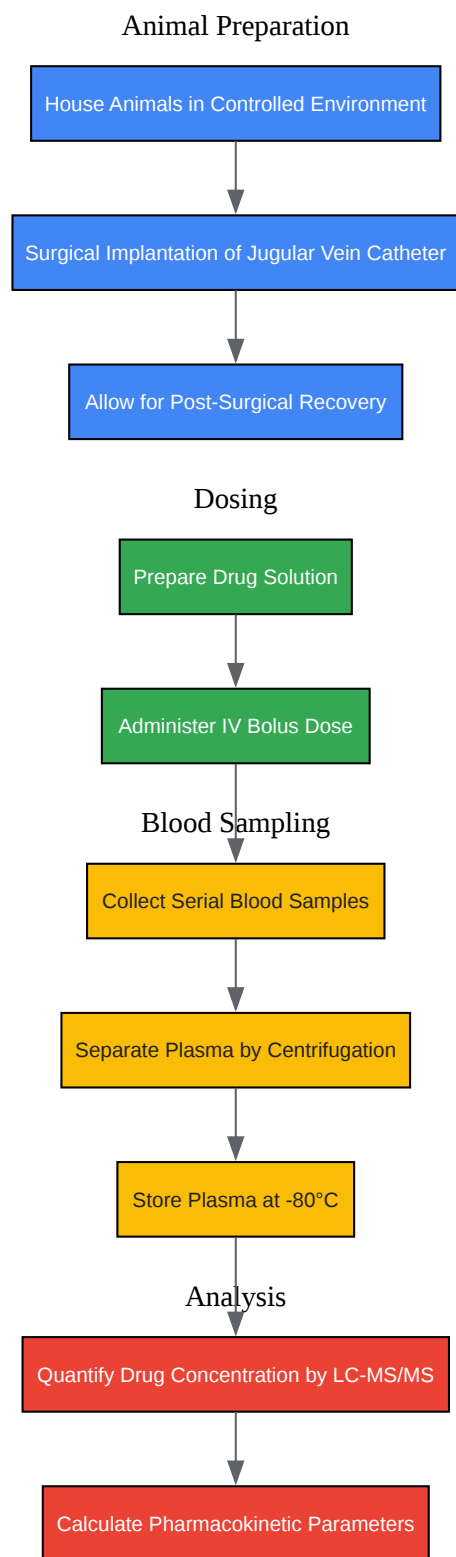 Animal Preparation
House Animals in Controlled Environment
Surgical Implantation of Jugular Vein Catheter
Allow for Post-Surgical Recovery
Dosing
Prepare Drug Solution
Administer IV Bolus Dose
Blood Sampling
Collect Serial Blood Samples
Separate Plasma by Centrifugation
Store Plasma at -80°C
Analysis
Quantify Drug Concentration by LC-MS/MS
Calculate Pharmacokinetic Parameters